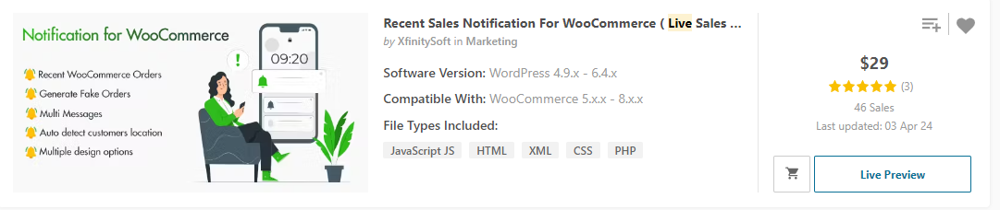 Notification for WooCommerce
Recent WooCommerce Orders
Generate Fake Orders
Multi Messages
Auto detect customers location
Multiple design options
!
09:20
Recent Sales Notification For WooCommerce ( Live Sales ...
by XfinitySoft in Marketing
Software Version: WordPress 4.9.x - 6.4.x
Compatible With: WooCommerce 5.x.x - 8.x.x
File Types Included:
JavaScript JS HTML XML CSS PHP
$29
(3)
46 Sales
Last updated: 03 Apr 24
Live Preview